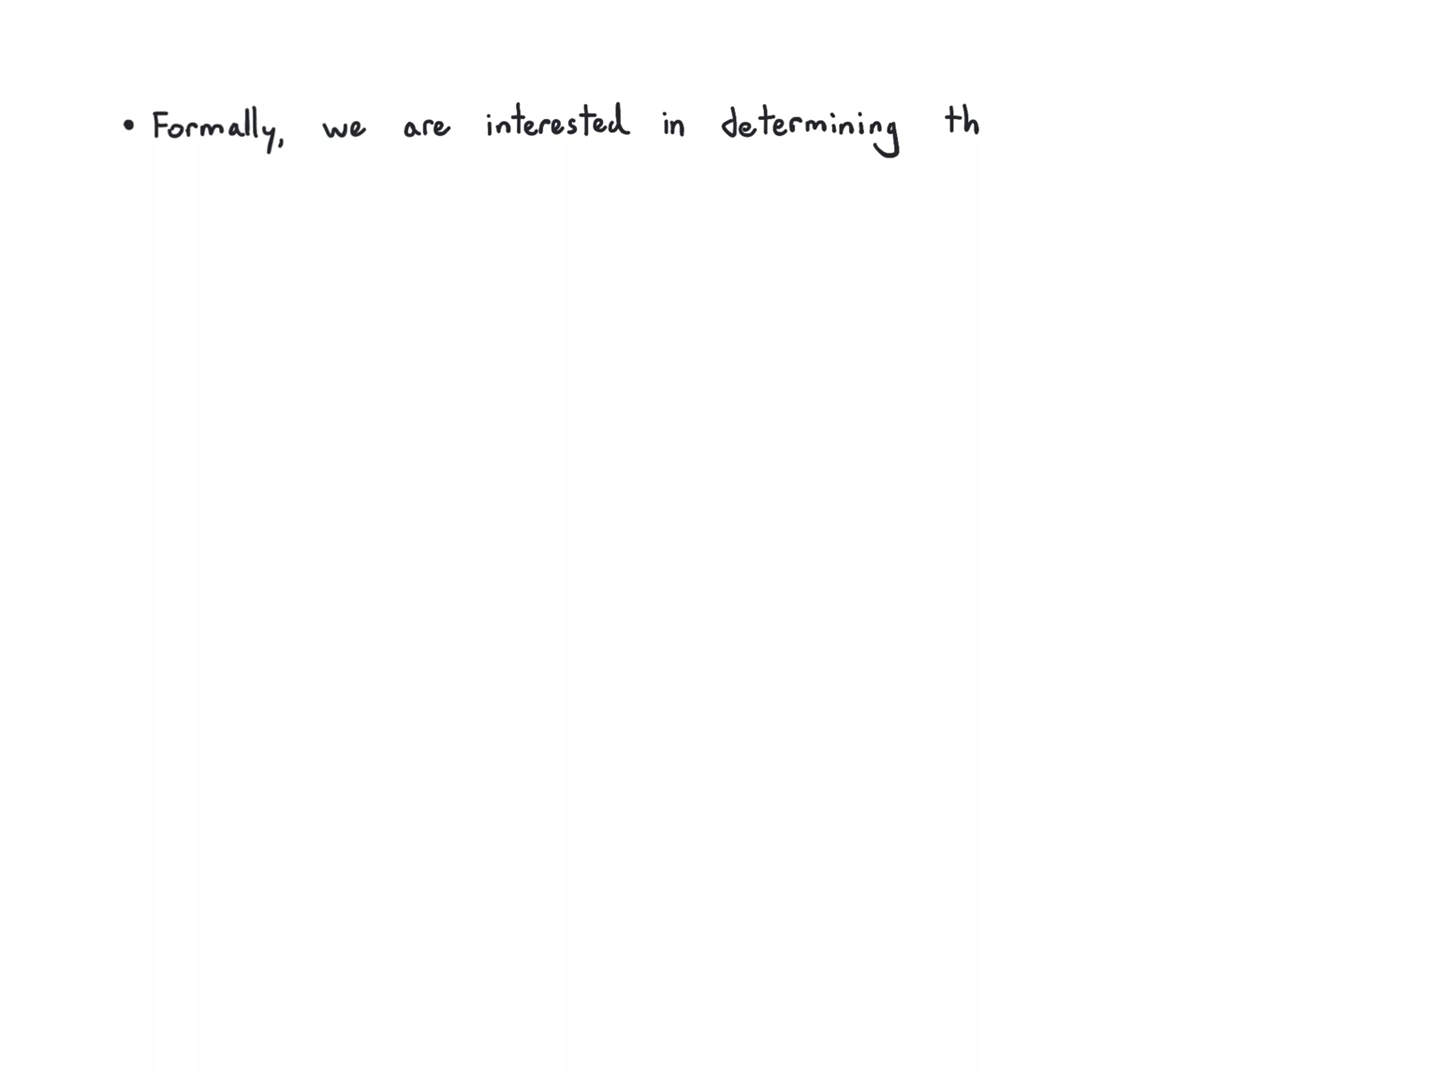 • Formally, we are interested in determining th